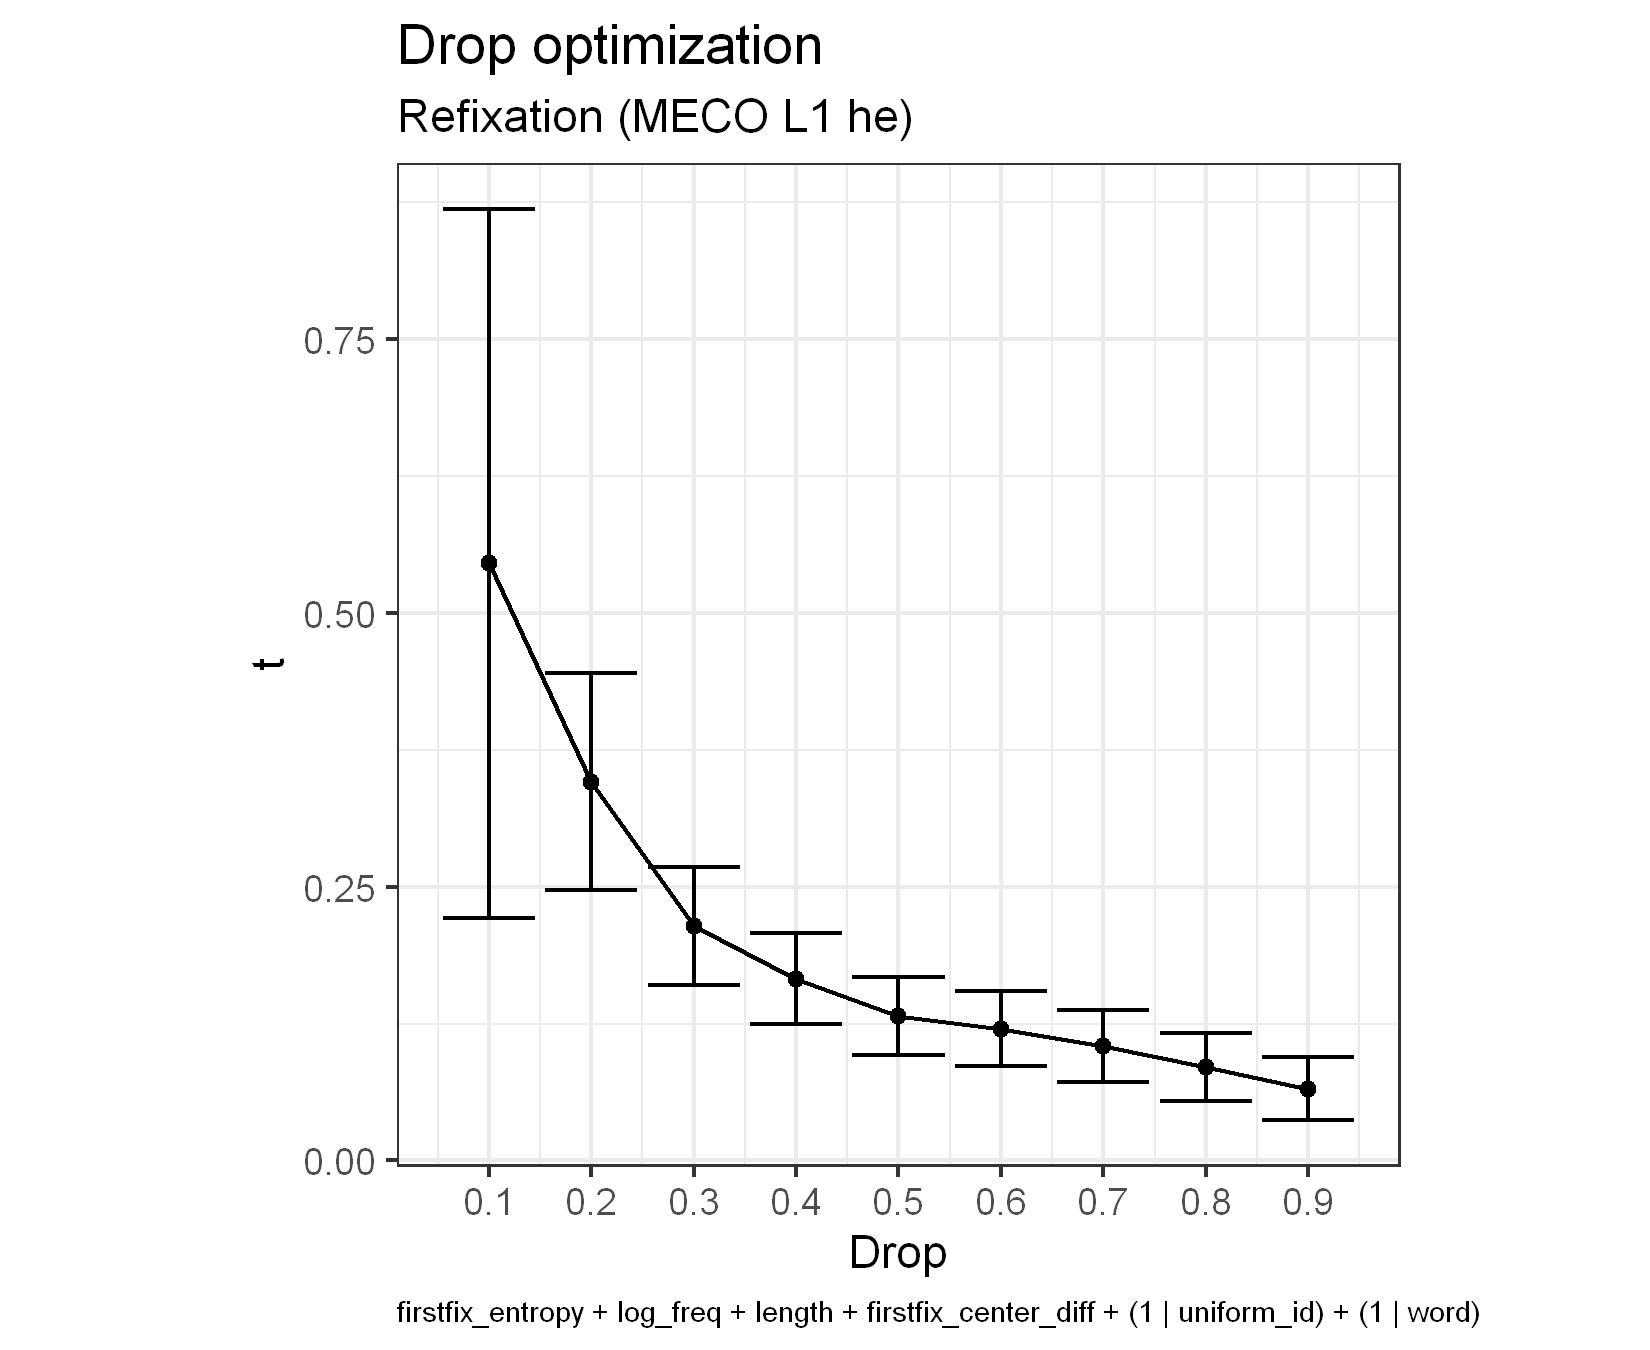 Drop optimization
Refixation (MECO L1 he)
t
0.75
0.50
0.25
0.00
0.1 0.2 0.3 0.4 0.5 0.6 0.7 0.8 0.9
Drop
firstfix_entropy + log_freq + length + firstfix_center_diff + (1 | uniform_id) + (1 | word)